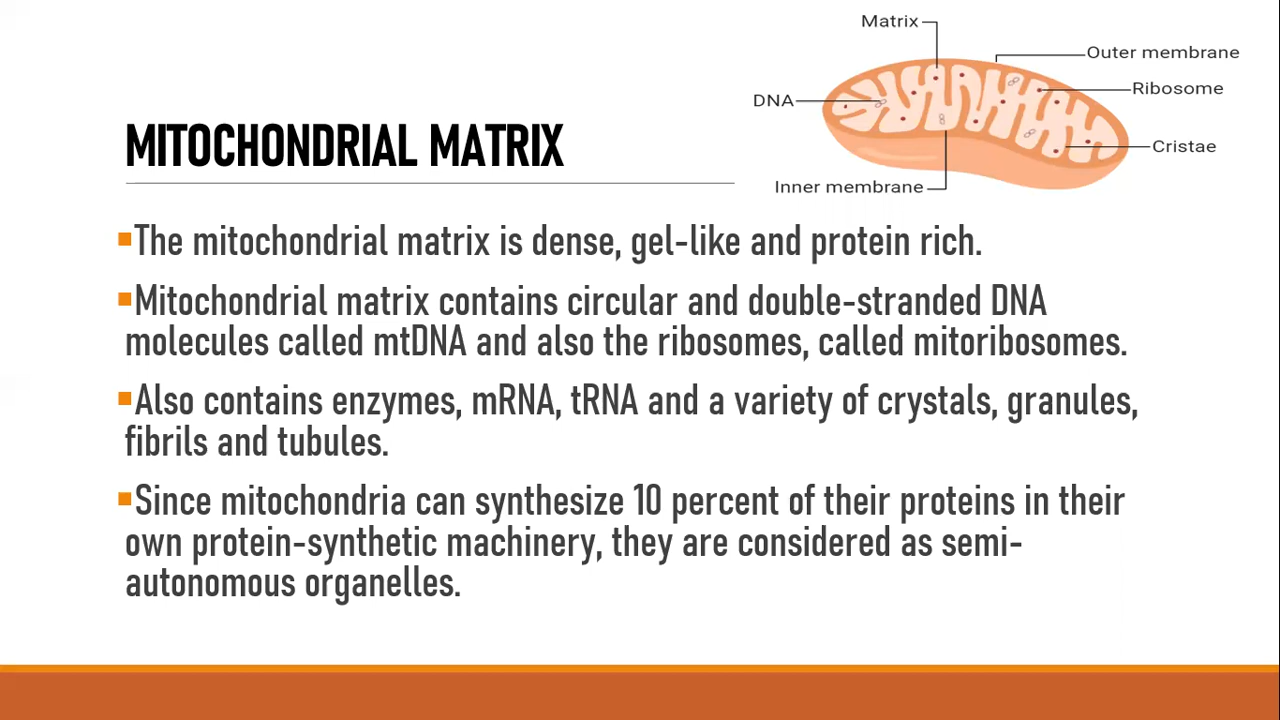 Matrix
Outer membrane
Ribosome
DNA
Cristae
Inner membrane
MITOCHONDRIAL MATRIX
▪The mitochondrial matrix is dense, gel-like and protein rich.
▪Mitochondrial matrix contains circular and double-stranded DNA
molecules called mtDNA and also the ribosomes, called mitoribosomes.
▪Also contains enzymes, mRNA, tRNA and a variety of crystals, granules,
fibrils and tubules.
▪Since mitochondria can synthesize 10 percent of their proteins in their
own protein-synthetic machinery, they are considered as semi-
autonomous organelles.